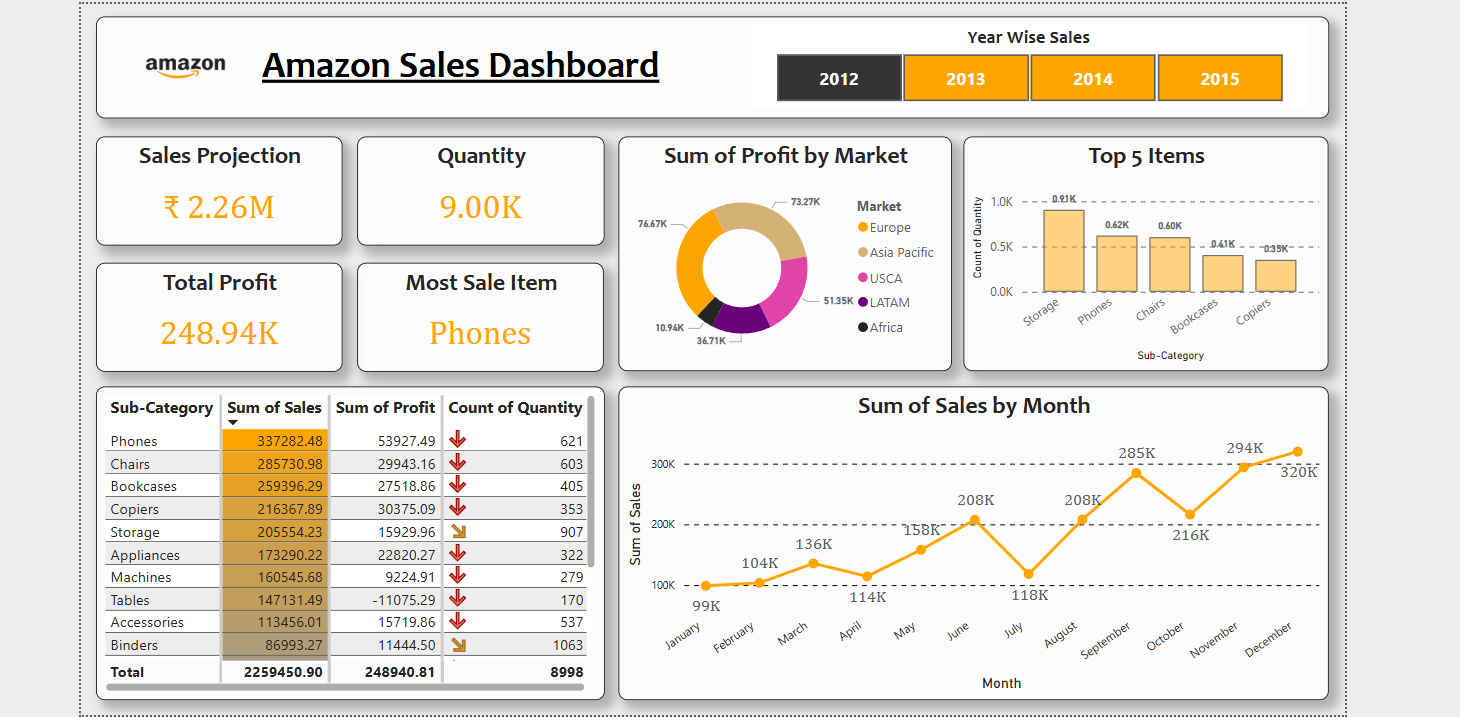 amazon
Amazon Sales Dashboard
Year Wise Sales
2012 2013 2014 2015
Sales Projection
₹ 2.26M
Quantity
9.00K
Total Profit
248.94K
Most Sale Item
Phones
Sum of Profit by Market
73.27K
76.67K
51.35K
10.94K
36.71K
Market
Europe
Asia Pacific
USCA
LATAM
Africa
Top 5 Items
Count of Quantity
1.0K
0.5K
0.0K
0.91K
0.62K
0.60K
0.41K
0.35K
Storage
Phones
Chairs
Bookcases
Copiers
Sub-Category
Sub-Category Sum of Sales Sum of Profit Count of Quantity
Phones 337282.48 53927.49 621
Chairs 285730.98 29943.16 603
Bookcases 259396.29 27518.86 405
Copiers 216367.89 30375.09 353
Storage 205554.23 15929.96 907
Appliances 173290.22 22820.27 322
Machines 160545.68 9224.91 279
Tables 147131.49 -11075.29 170
Accessories 113456.01 15719.86 537
Binders 86993.27 11444.50 1063
Total 2259450.90 248940.81 8998
Sum of Sales by Month
Sum of Sales
300K
200K
100K
99K
104K
136K
114K
158K
208K
118K
208K
285K
216K
294K
320K
January
February
March
April
May
June
July
August
September
October
November
December
Month